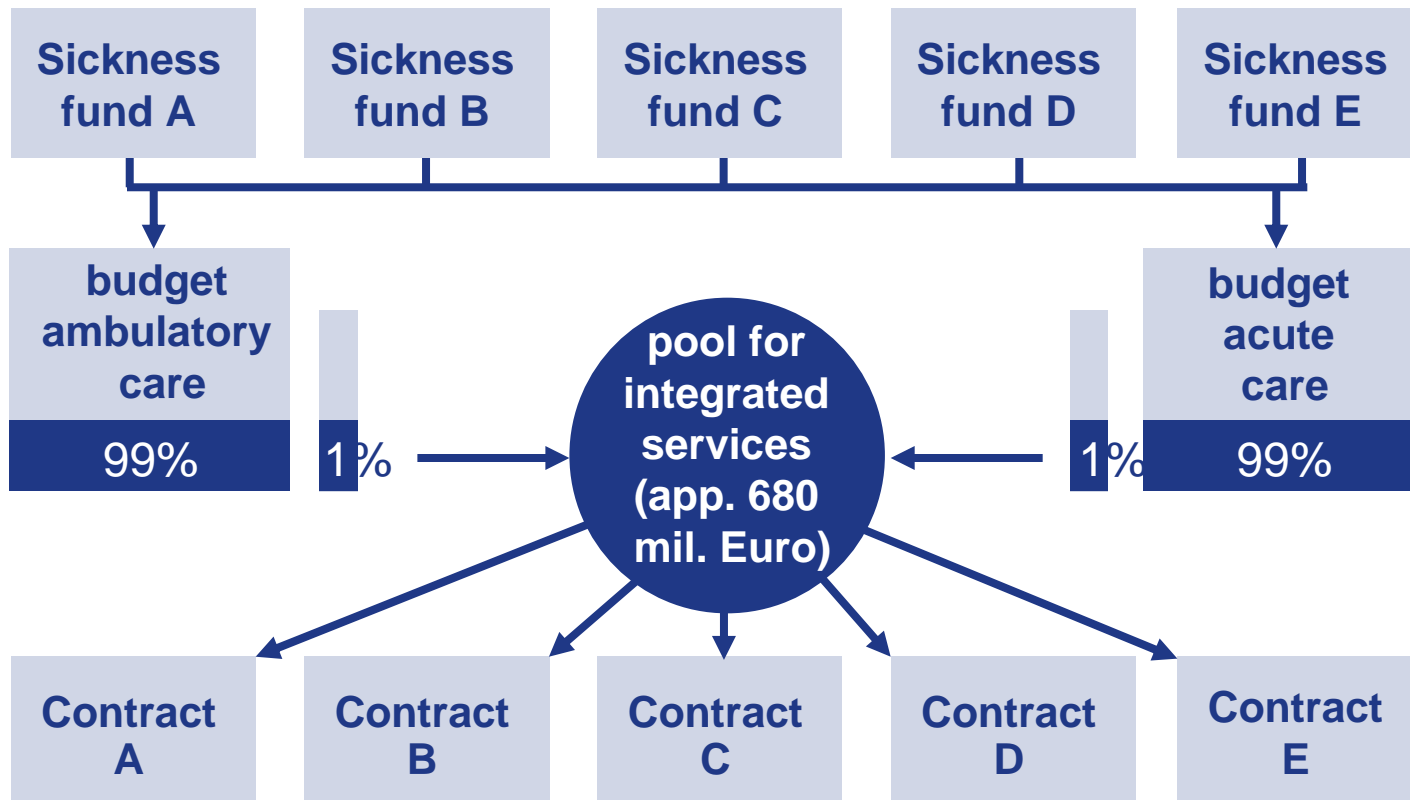 Sickness
fund A
Sickness
fund B
Sickness
fund C
Sickness
fund D
Sickness
fund E
budget
ambulatory
care
99%
1%
pool for
integrated
services
(app. 680
mil. Euro)
1%
budget
acute
care
99%
Contract
A
Contract
B
Contract
C
Contract
D
Contract
E